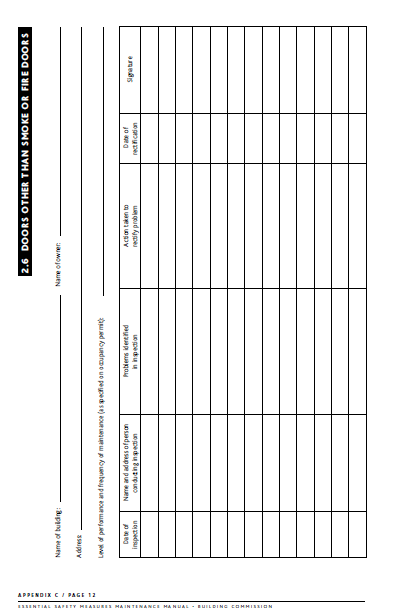 2.6 DOORS OTHER THAN SMOKE OR FIRE DOORS
Name of building: Name of owner:
Address:
Level of performance and frequency of maintenance (as specified on occupancy permit):
Date of
inspection
Name and address of person
conducting inspection
Problems identified
in inspection
Action taken to
rectify problem
Date of
rectification
Signature
APPENDIX C / PAGE 12
ESSENTIAL SAFETY MEASURES MAINTENANCE MANUAL • BUILDING COMMISSION